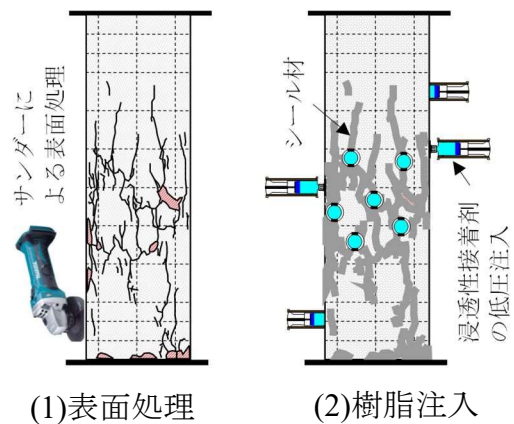 サンダーに
よる表面処理
シール材
浸透性接着剤
の低圧注入
(1)表面処理
(2)樹脂注入